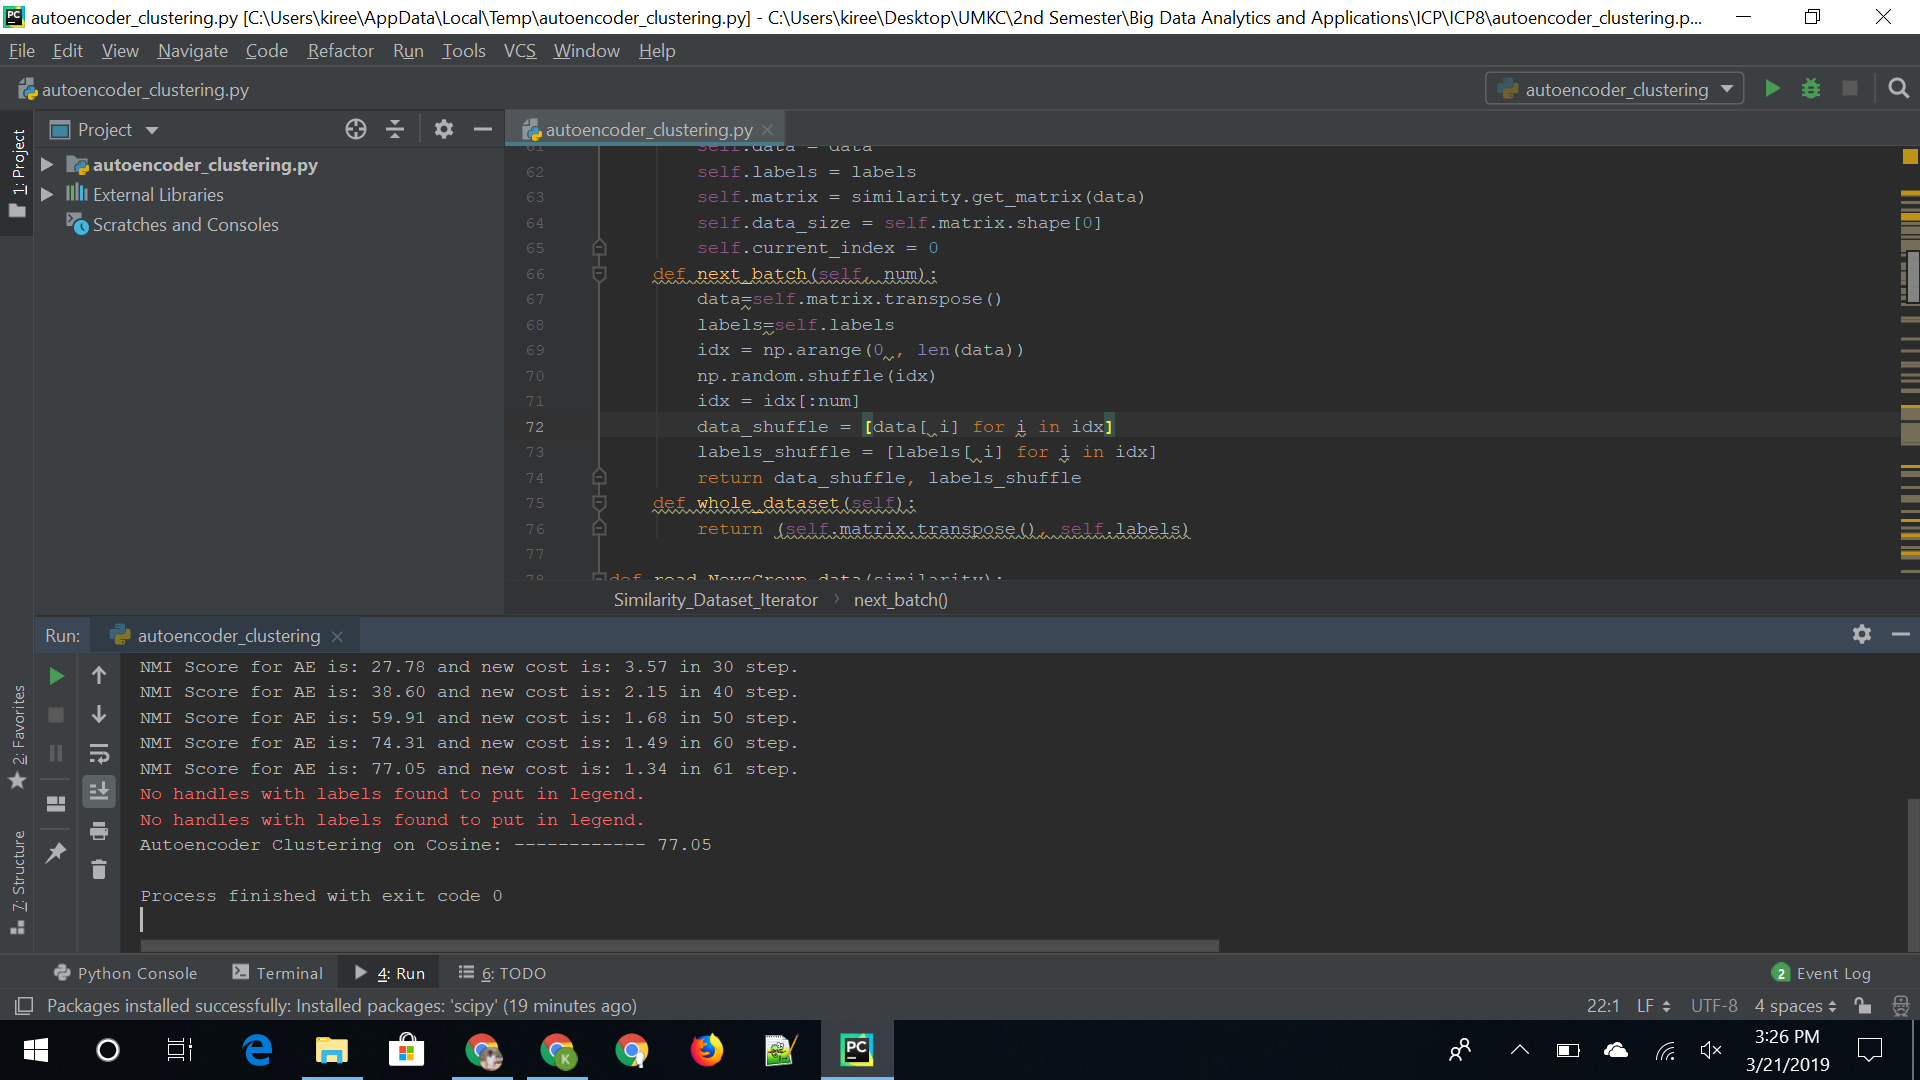 autoencoder_clustering.py [C:\Users\kiree\AppData\Local\Temp\autoencoder_clustering.py] - C:\Users\kiree\Desktop\UMKC\2nd Semester\Big Data Analytics and Applications\ICP\ICP8\autoencoder_clustering.p...
File Edit View Navigate Code Refactor Run Tools VCS Window Help
autoencoder_clustering.py
autoencoder_clustering
1: Project
Project
autoencoder_clustering.py
autoencoder_clustering.py
External Libraries
Scratches and Consoles
61 self.data = data
62 self.labels = labels
63 self.matrix = similarity.get_matrix(data)
64 self.data_size = self.matrix.shape[0]
65 self.current_index = 0
66 def next_batch(self, num):
67 data=self.matrix.transpose()
68 labels=self.labels
69 idx = np.arange(0 , len(data))
70 np.random.shuffle(idx)
71 idx = idx[:num]
72 data_shuffle = [data[ i] for i in idx]
73 labels_shuffle = [labels[ i] for i in idx]
74 return data_shuffle, labels_shuffle
75 def whole_dataset(self):
76 return (self.matrix.transpose(), self.labels)
77
78 def read_NewsGroup_data(similarity):
Similarity_Dataset_Iterator › next_batch()
Run: autoencoder_clustering
NMI Score for AE is: 27.78 and new cost is: 3.57 in 30 step.
NMI Score for AE is: 38.60 and new cost is: 2.15 in 40 step.
NMI Score for AE is: 59.91 and new cost is: 1.68 in 50 step.
NMI Score for AE is: 74.31 and new cost is: 1.49 in 60 step.
NMI Score for AE is: 77.05 and new cost is: 1.34 in 61 step.
No handles with labels found to put in legend.
No handles with labels found to put in legend.
Autoencoder Clustering on Cosine: ------------ 77.05
Process finished with exit code 0
2: Favorites
7: Structure
Python Console Terminal 4: Run 6: TODO 2 Event Log
Packages installed successfully: Installed packages: 'scipy' (19 minutes ago) 22:1 LF UTF-8 4 spaces
K
PC
3:26 PM
3/21/2019